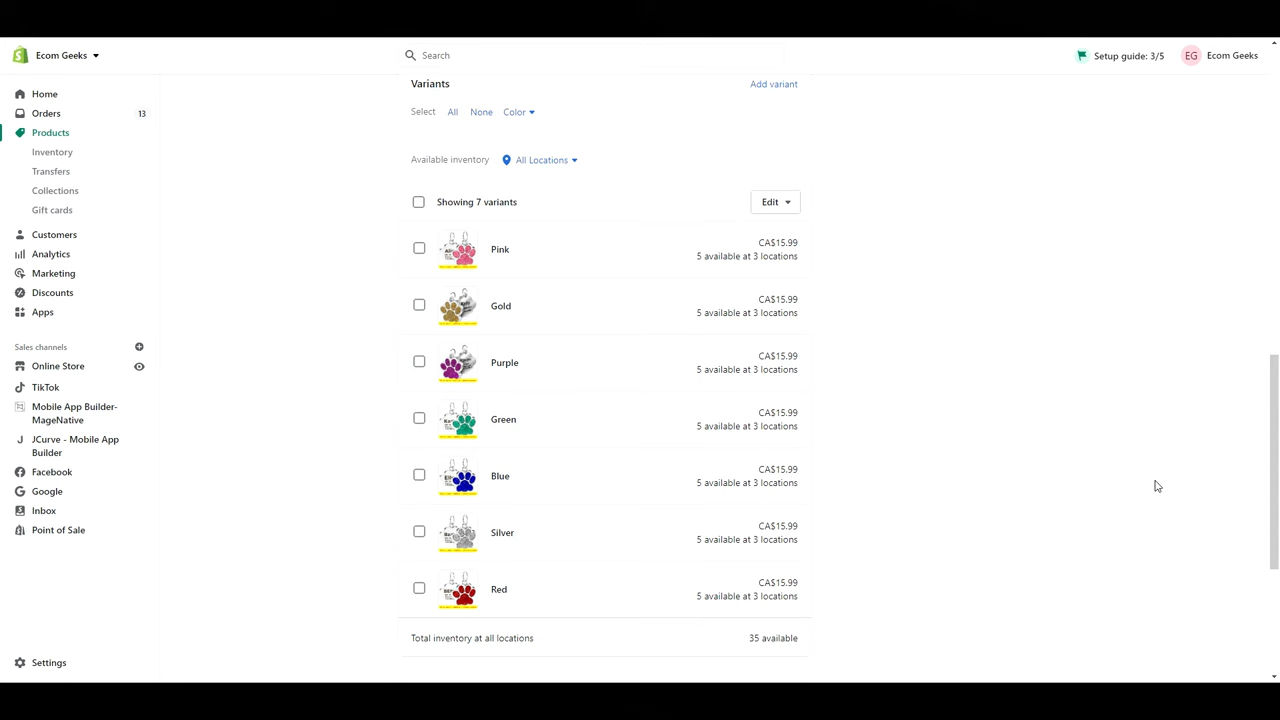 Ecom Geeks
Search
Setup guide: 3/5
EG
Ecom Geeks
Home
Orders
13
Products
Inventory
Transfers
Collections
Gift cards
Customers
Analytics
Marketing
Discounts
Apps
Sales channels
Online Store
TikTok
Mobile App Builder-
MageNative
J
JCurve - Mobile App
Builder
Facebook
Google
Inbox
Point of Sale
Settings
Variants
Add variant
Select
All
None
Color
Available inventory
All Locations
Showing 7 variants
Edit
Pink
CA$15.99
5 available at 3 locations
Gold
CA$15.99
5 available at 3 locations
Purple
CA$15.99
5 available at 3 locations
Green
CA$15.99
5 available at 3 locations
Blue
CA$15.99
5 available at 3 locations
Silver
CA$15.99
5 available at 3 locations
Red
CA$15.99
5 available at 3 locations
Total inventory at all locations
35 available